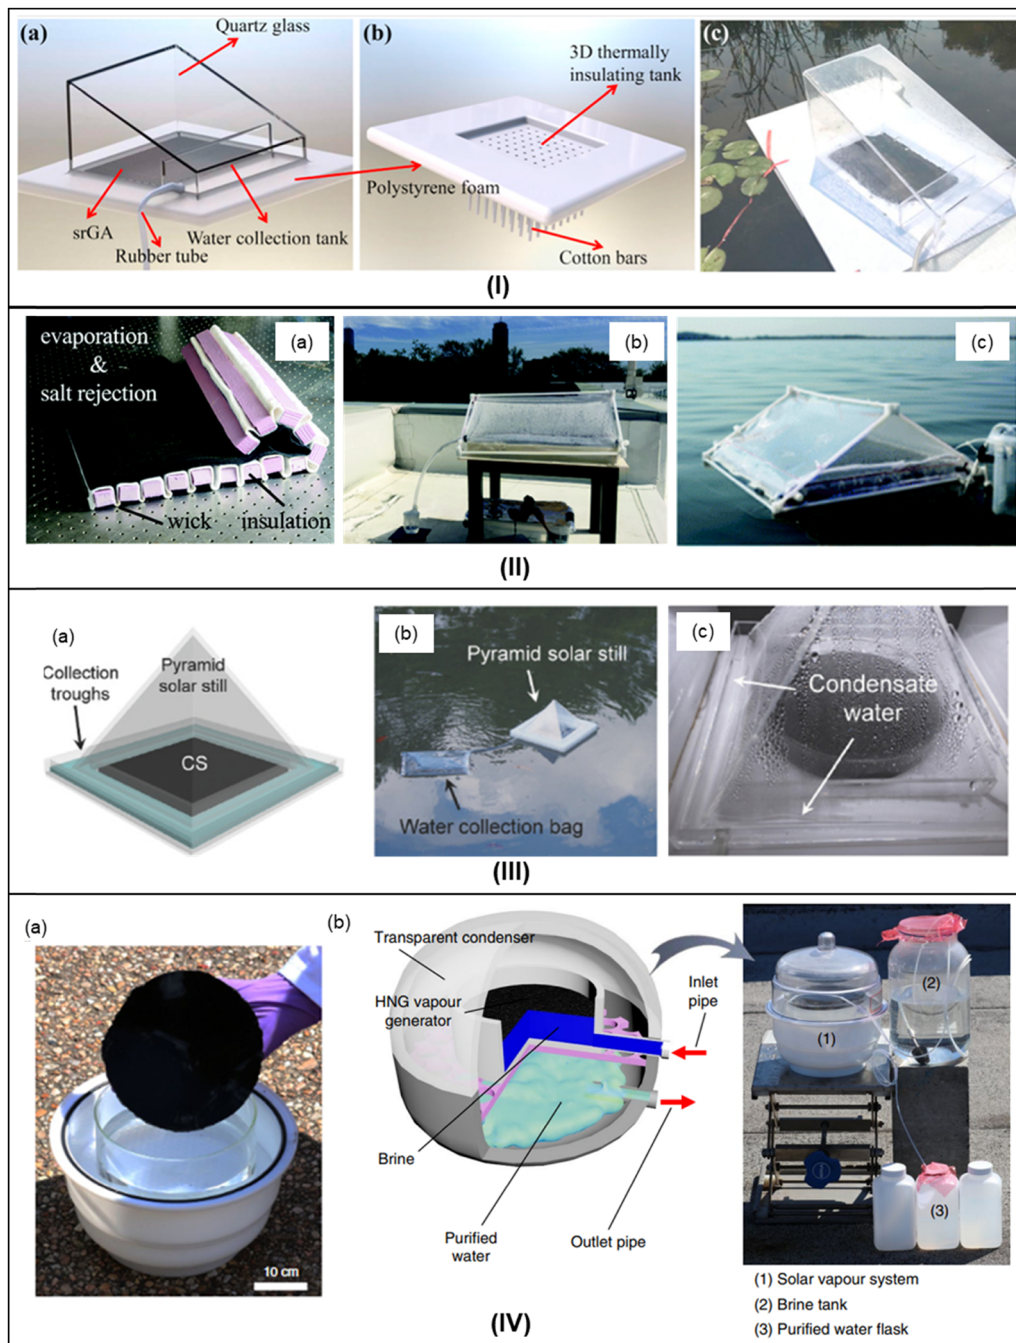 (a)
Quartz glass
srGA
Rubber tube
Water collection tank
(b)
3D thermally
insulating tank
Polystyrene foam
Cotton bars
(c)
(I)
evaporation
&
salt rejection
(a)
wick
insulation
(b)
(c)
(II)
(a)
Collection
troughs
Pyramid
solar still
CS
(b)
Pyramid solar still
Water collection bag
(c)
Condensate
water
(III)
(a)
10 cm
(b)
Transparent condenser
HNG vapour
generator
Inlet
pipe
Brine
Purified
water
Outlet pipe
(1)
(2)
(3)
(1) Solar vapour system
(2) Brine tank
(3) Purified water flask
(IV)